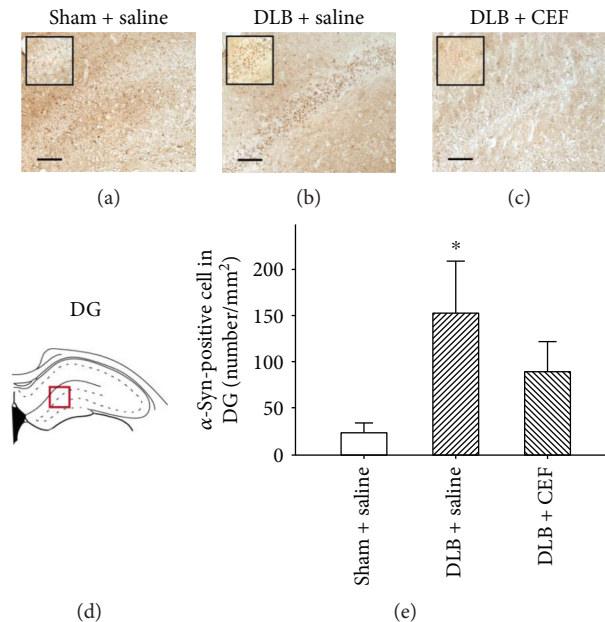 Sham + saline
DLB + saline
DLB + CEF
(a)
(b)
(c)
DG
(d)
α-Syn-positive cell in
DG (number/mm²)
200
150
100
50
0
*
Sham + saline
DLB + saline
DLB + CEF
(e)